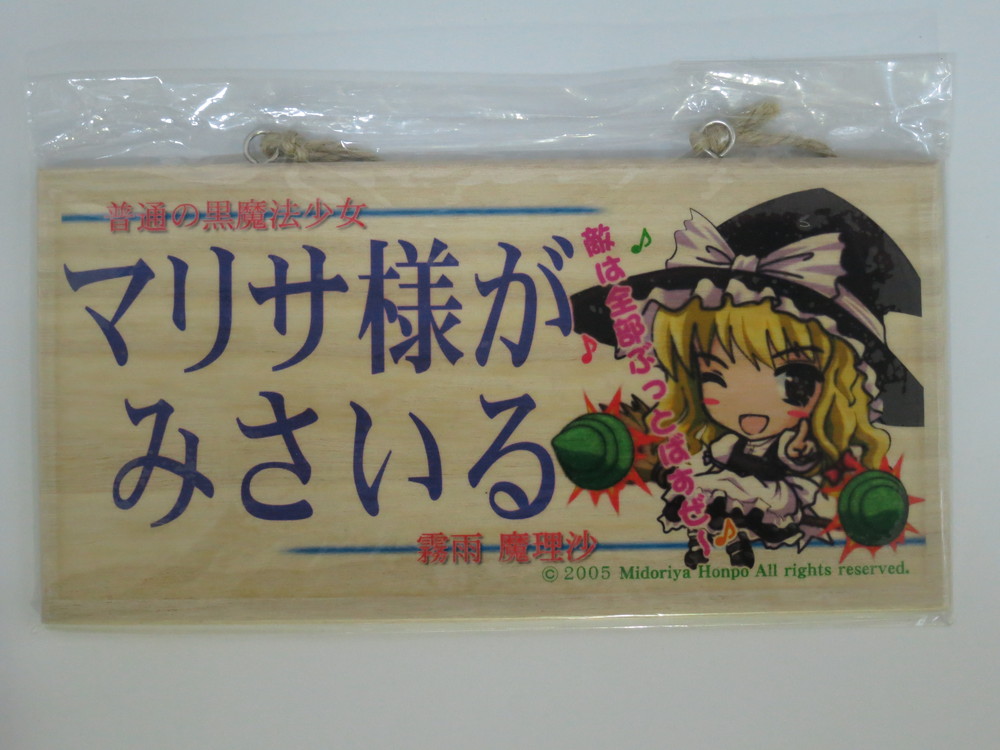 普通の黒魔法少女
マリサ様が
みさいる
敵は全部ぶっとばすぜ～
霧雨 魔理沙
© 2005 Midoriya Honpo All rights reserved.